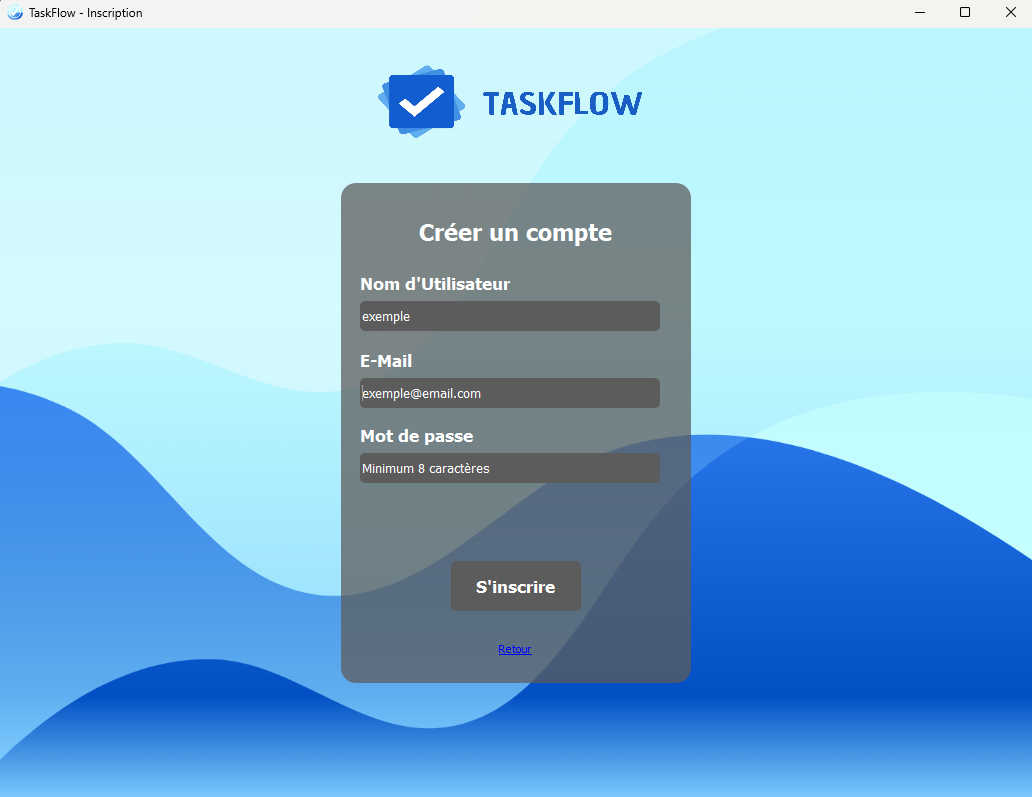 TaskFlow - Inscription
TASKFLOW
Créer un compte
Nom d'Utilisateur
exemple
E-Mail
exemple@email.com
Mot de passe
Minimum 8 caractères
S'inscrire
Retour